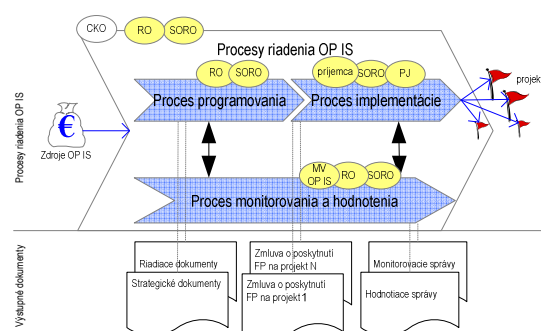 CKO
RO
SORO
Procesy riadenia OP IS
RO
SORO
príjemca
SORO
PJ
projek
Proces programovania
Proces implementácie
€
Zdroje OP IS
Procesy riadenia OP IS
MV
OP IS
RO
SORO
Proces monitorovania a hodnotenia
Výstupné dokumenty
Riadiace dokumenty
Strategické dokumenty
Zmluva o poskytnutí
FP na projekt N
Zmluva o poskytnutí
FP na projekt 1
Monitorovacie správy
Hodnotiace správy